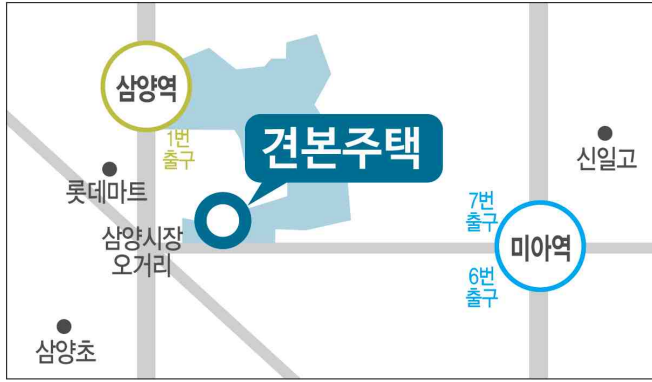 삼양역
1번
출구
견본주택
신일고
롯데마트
7번
출구
삼양시장
오거리
미아역
6번
출구
삼양초